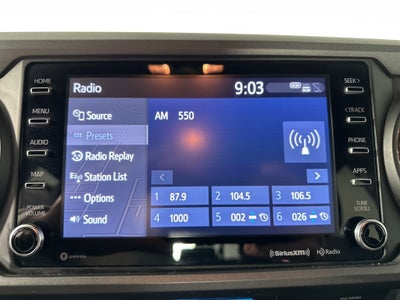 Radio 9:03
HOME
MENU
AUDIO
MAP
POWER
VOLUME
Source
Presets
Radio Replay
Station List
Options
Sound
AM 550
1 87.9
2 104.5
3 106.5
4 1000
5 002
6 026
SEEK>
<TRACK
PHONE
APPS
TUNE
SCROLL
SiriusXM
HD Radio